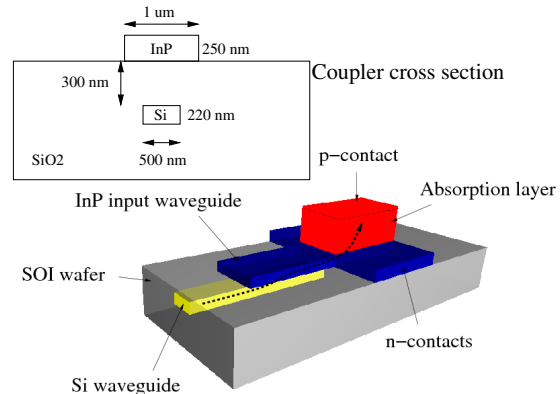 1 um
InP
250 nm
Coupler cross section
300 nm
Si
220 nm
SiO2
500 nm
p−contact
InP input waveguide
Absorption layer
SOI wafer
n−contacts
Si waveguide